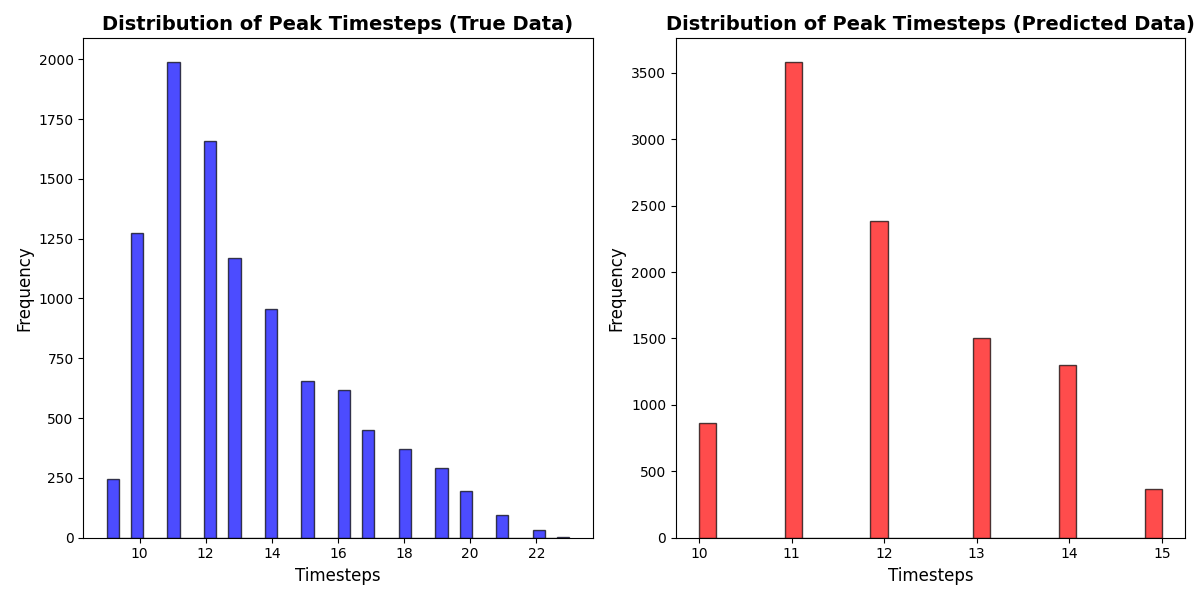 Distribution of Peak Timesteps (True Data)
2000
1750
1500
1250
1000
750
500
250
0
Frequency
10 12 14 16 18 20 22
Timesteps
Distribution of Peak Timesteps (Predicted Data)
3500
3000
2500
2000
1500
1000
500
0
Frequency
10 11 12 13 14 15
Timesteps